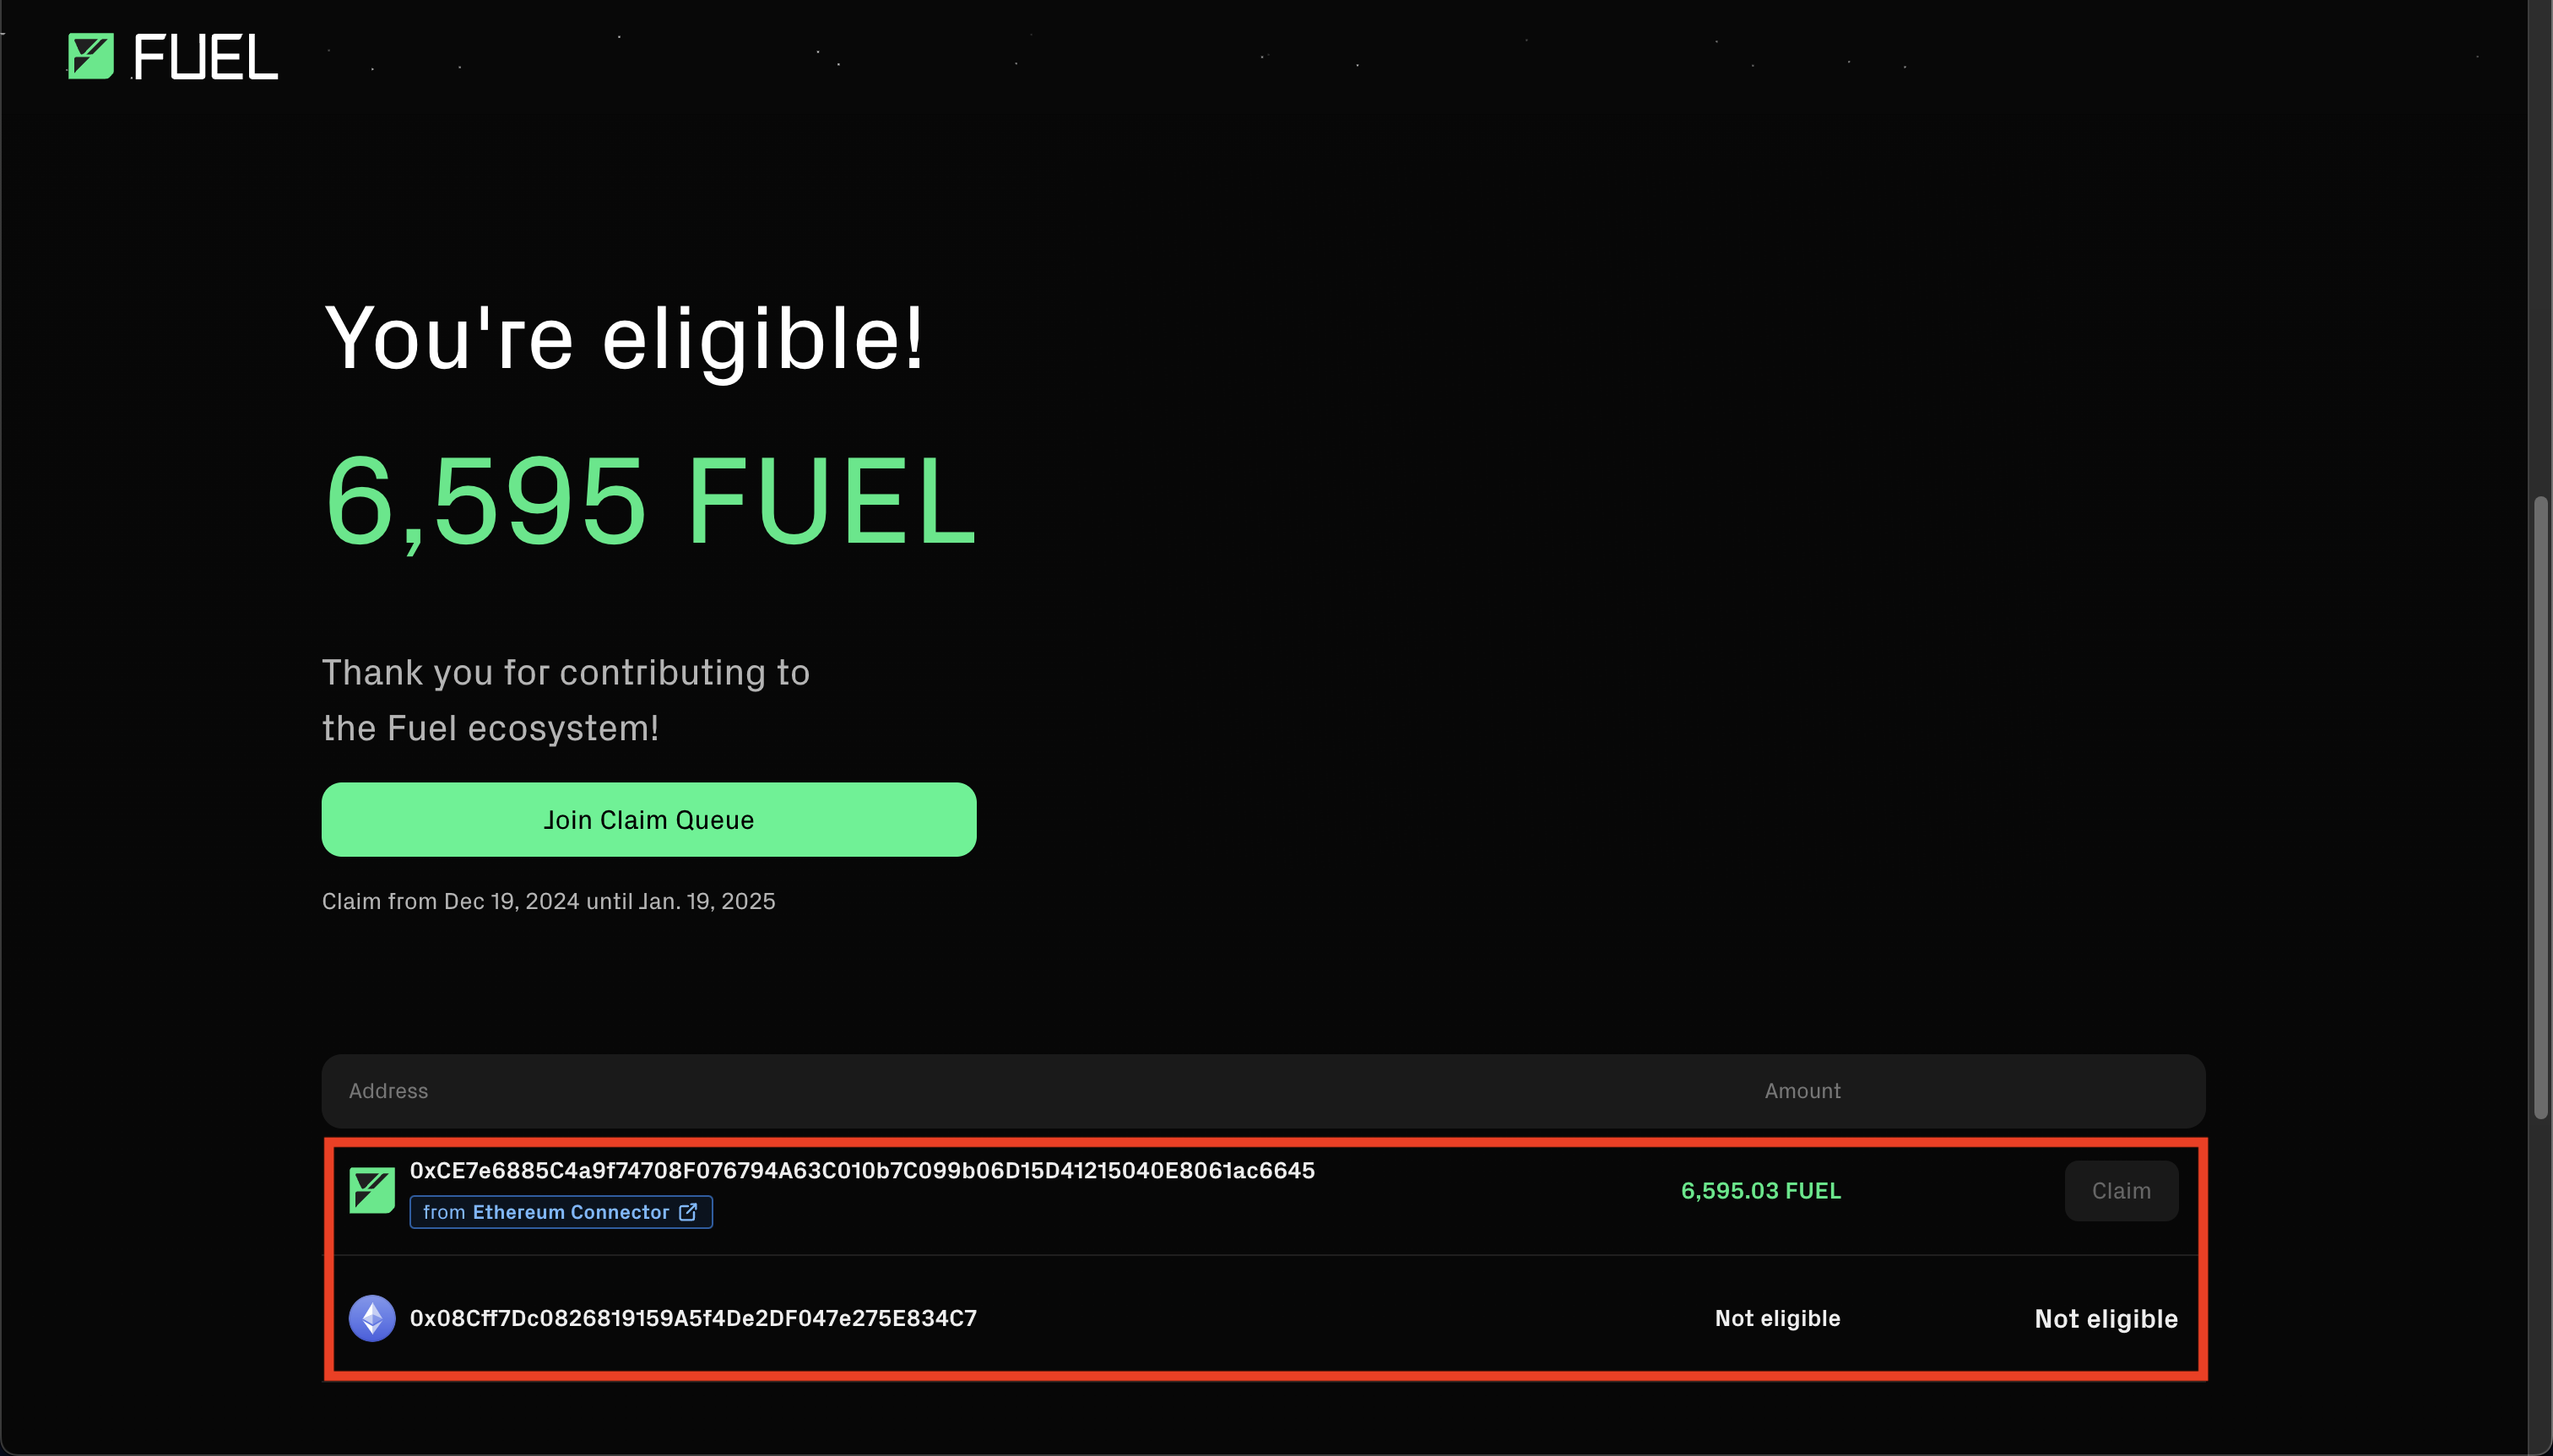 FUEL
You're eligible!
6,595 FUEL
Thank you for contributing to
the Fuel ecosystem!
Join Claim Queue
Claim from Dec 19, 2024 until Jan. 19, 2025
Address Amount
0xCE7e6885C4a9f74708F076794A63C010b7C099b06D15D41215040E8061ac6645
from Ethereum Connector
6,595.03 FUEL Claim
0x08Cff7Dc0826819159A5f4De2DF047e275E834C7 Not eligible Not eligible